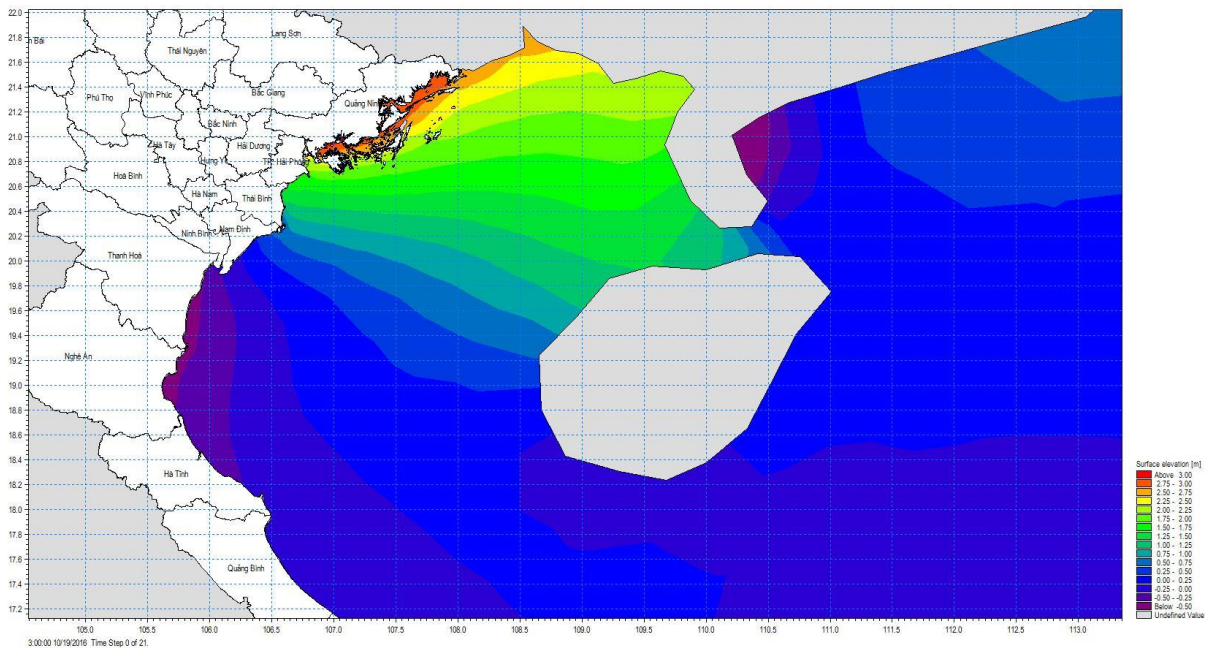 22.0
21.8
21.6
21.4
21.2
21.0
20.8
20.6
20.4
20.2
20.0
19.8
19.6
19.4
19.2
19.0
18.8
18.6
18.4
18.2
18.0
17.8
17.6
17.4
17.2
Lạng Sơn
n Bái
Thái Nguyên
Phú Thọ
Vĩnh Phúc
Bắc Giang
Quảng Ninh
Bắc Ninh
Hà Tây
Hải Dương
Hưng Y
TP. Hải Phò
Hoà Bình
Hà Nam
Thái Bình
Ninh Bình
Nam Định
Thanh Hoá
Nghệ An
Hà Tĩnh
Quảng Bình
105.0 105.5 106.0 106.5 107.0 107.5 108.0 108.5 109.0 109.5 110.0 110.5 111.0 111.5 112.0 112.5 113.0
3:00:00 10/19/2016 Time Step 0 of 21.
Surface elevation [m]
Above 3.00
2.75 - 3.00
2.50 - 2.75
2.25 - 2.50
2.00 - 2.25
1.75 - 2.00
1.50 - 1.75
1.25 - 1.50
1.00 - 1.25
0.75 - 1.00
0.50 - 0.75
0.25 - 0.50
0.00 - 0.25
-0.25 - 0.00
-0.50 - -0.25
Below -0.50
Undefined Value